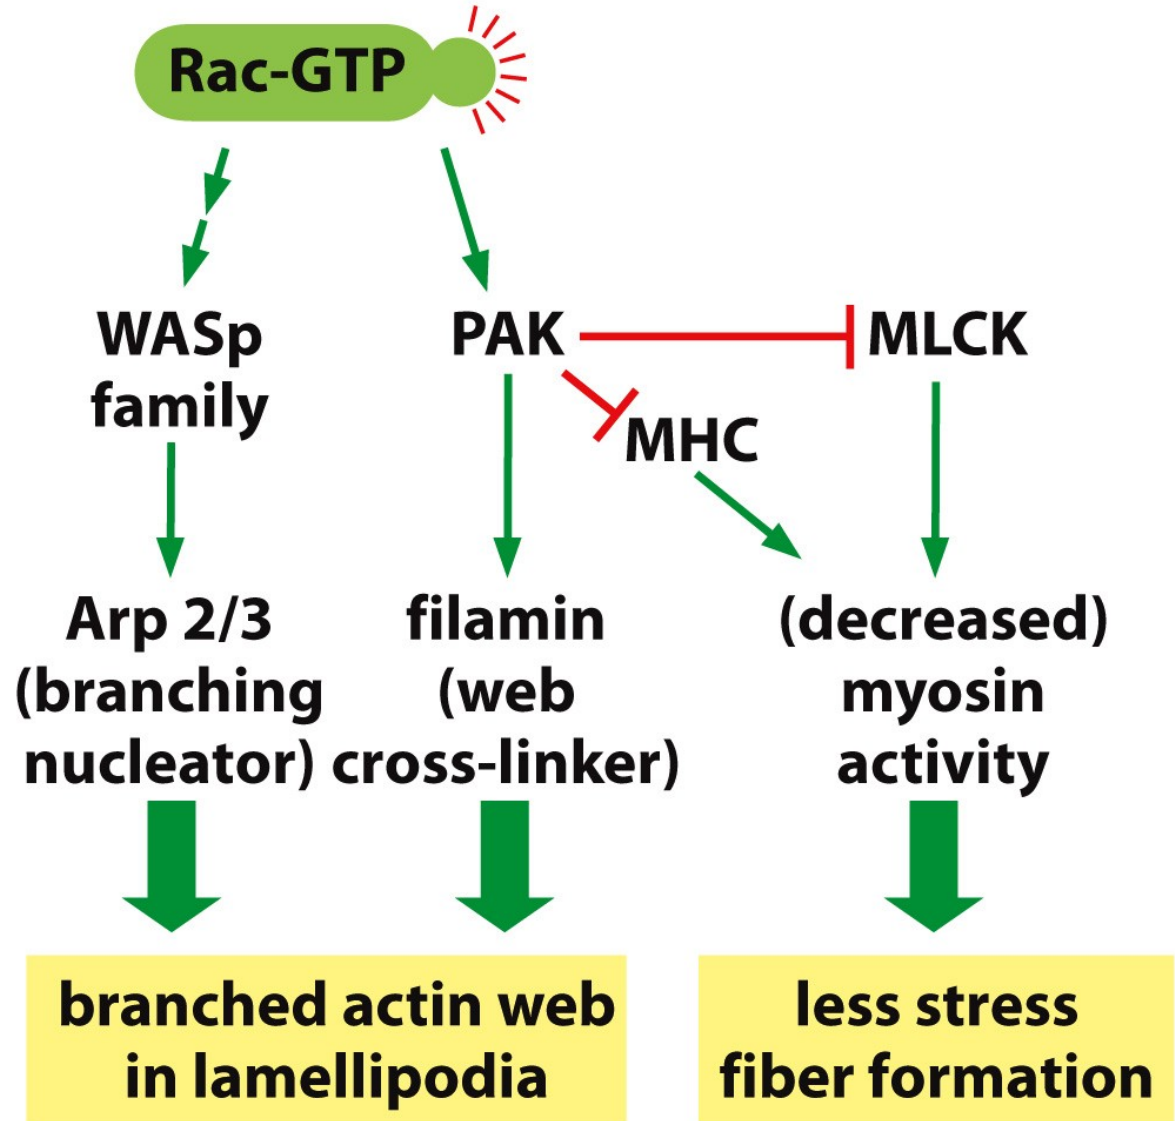 Rac-GTP
WASp
family
PAK
MLCK
MHC
Arp 2/3
(branching
nucleator)
filamin
(web
cross-linker)
(decreased)
myosin
activity
branched actin web
in lamellipodia
less stress
fiber formation